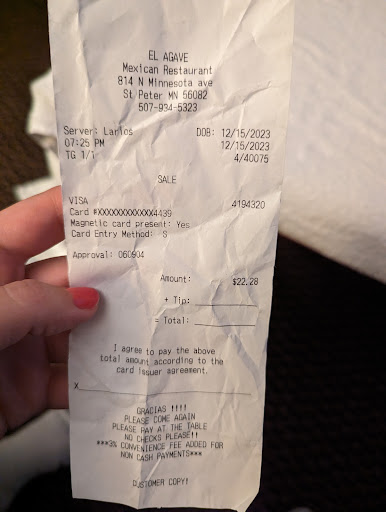 EL AGAVE
Mexican Restaurant
814 N Minnesota ave
St Peter MN 56082
507-934-5323
Server: Larlos DOB: 12/15/2023
07:25 PM 12/15/2023
TG 1/1 4/40075
SALE
VISA 4194320
Card #XXXXXXXXXXXX4439
Magnetic card present: Yes
Card Entry Method: S
Approval: 060904
Amount: $22.28
+ Tip: ____________
= Total: ____________
I agree to pay the above
total amount according to the
card issuer agreement.
X______________________________
GRACIAS !!!!
PLEASE COME AGAIN
PLEASE PAY AT THE TABLE
NO CHECKS PLEASE!!
***3% CONVENIENCE FEE ADDED FOR
NON CASH PAYMENTS***
CUSTOMER COPY!